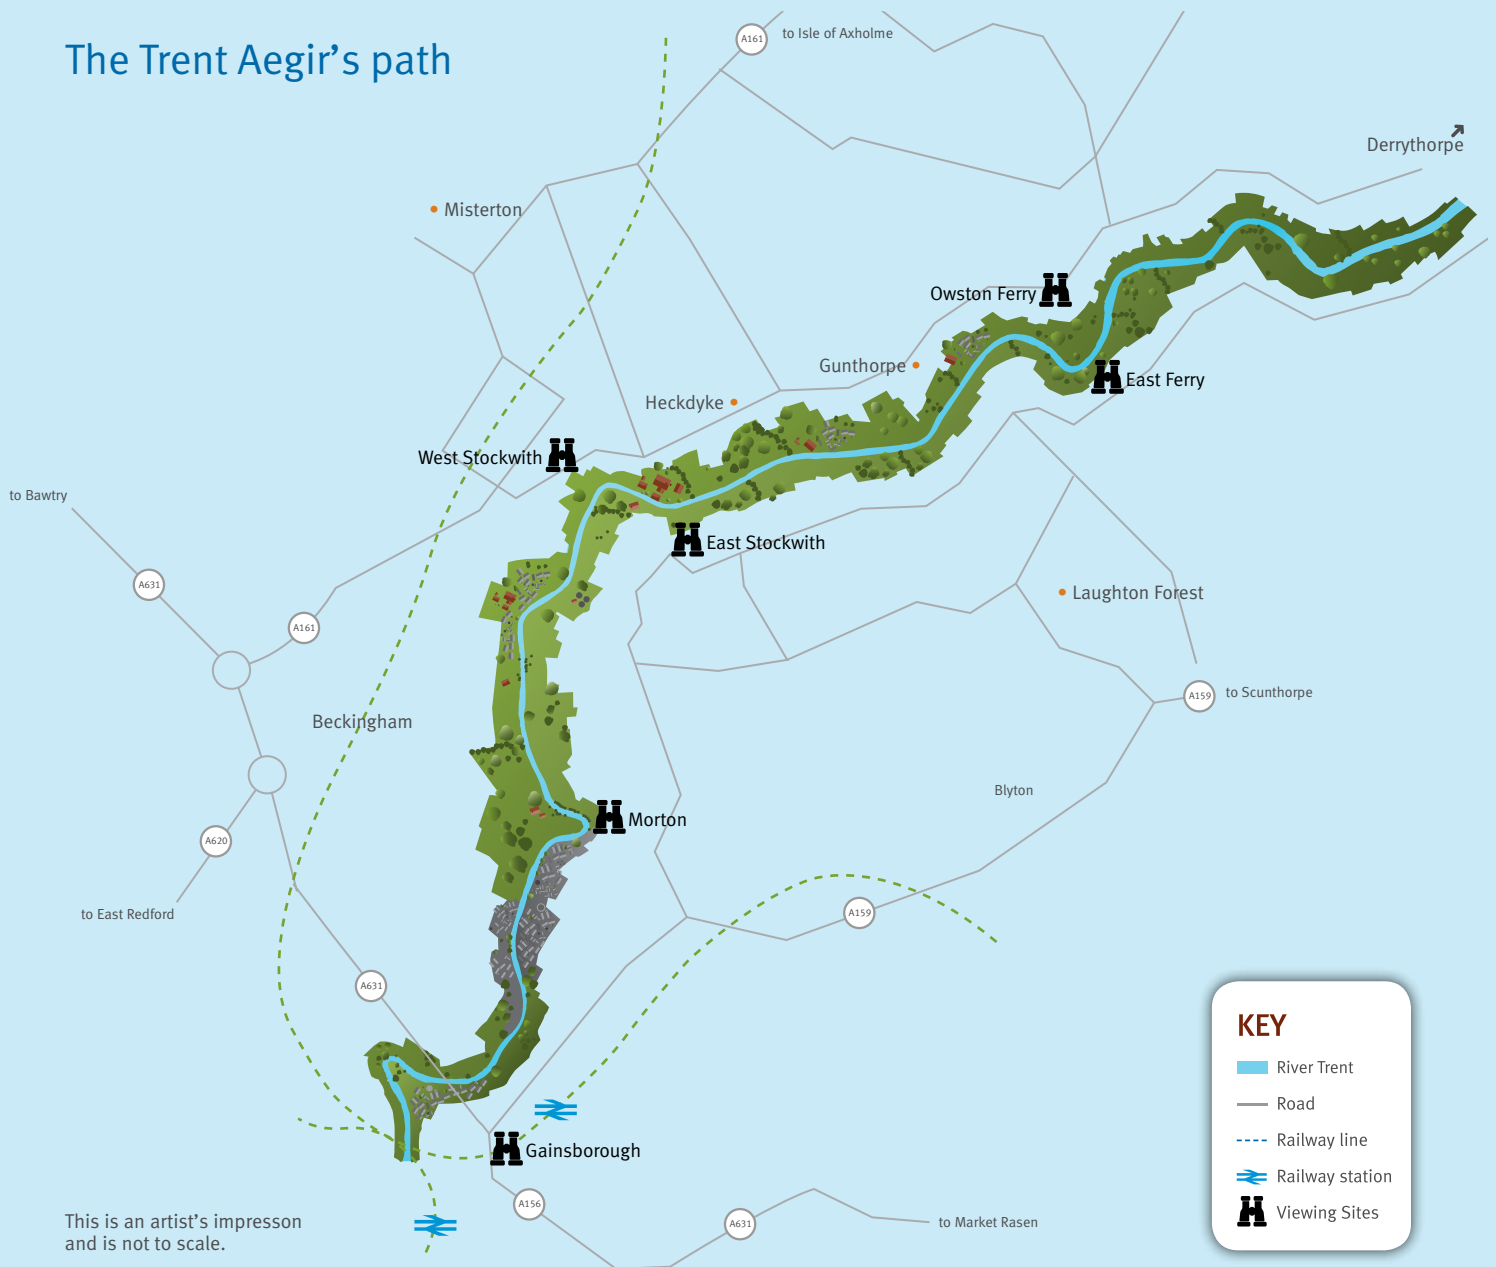 The Trent Aegir's path
A161
to Isle of Axholme
Derrythorpe
Misterton
Owston Ferry
Gunthorpe
East Ferry
Heckdyke
West Stockwith
to Bawtry
East Stockwith
A631
Laughton Forest
A161
A159
to Scunthorpe
Beckingham
Blyton
Morton
A620
to East Redford
A159
A631
KEY
River Trent
Road
Railway line
Railway station
Viewing Sites
Gainsborough
A156
A631
to Market Rasen
This is an artist's impresson
and is not to scale.